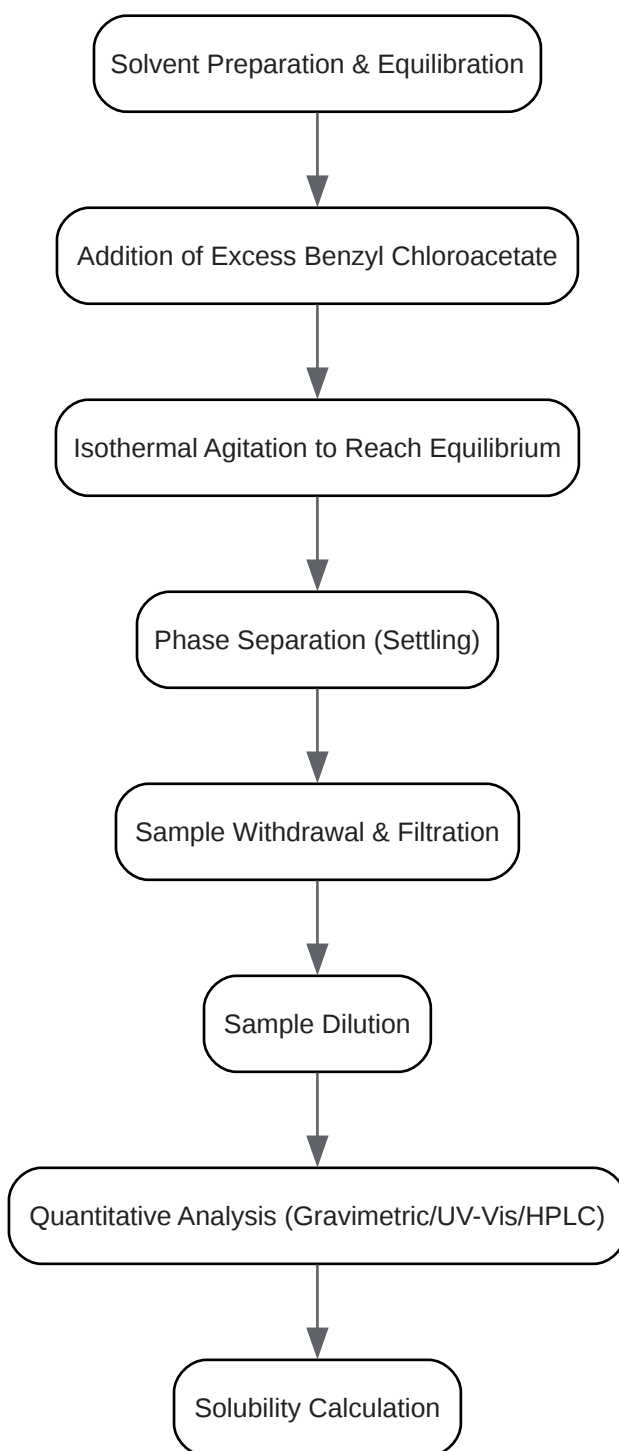 Solvent Preparation & Equilibration
Addition of Excess Benzyl Chloroacetate
Isothermal Agitation to Reach Equilibrium
Phase Separation (Settling)
Sample Withdrawal & Filtration
Sample Dilution
Quantitative Analysis (Gravimetric/UV-Vis/HPLC)
Solubility Calculation